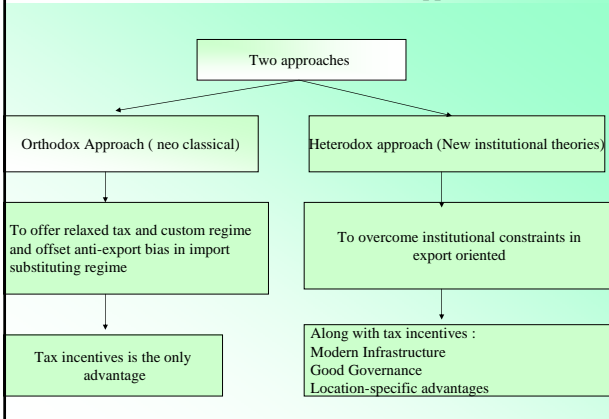 Two approaches
Orthodox Approach ( neo classical)
Heterodox approach (New institutional theories)
To offer relaxed tax and custom regime
and offset anti-export bias in import
substituting regime
To overcome institutional constraints in
export oriented
Tax incentives is the only
advantage
Along with tax incentives :
Modern Infrastructure
Good Governance
Location-specific advantages